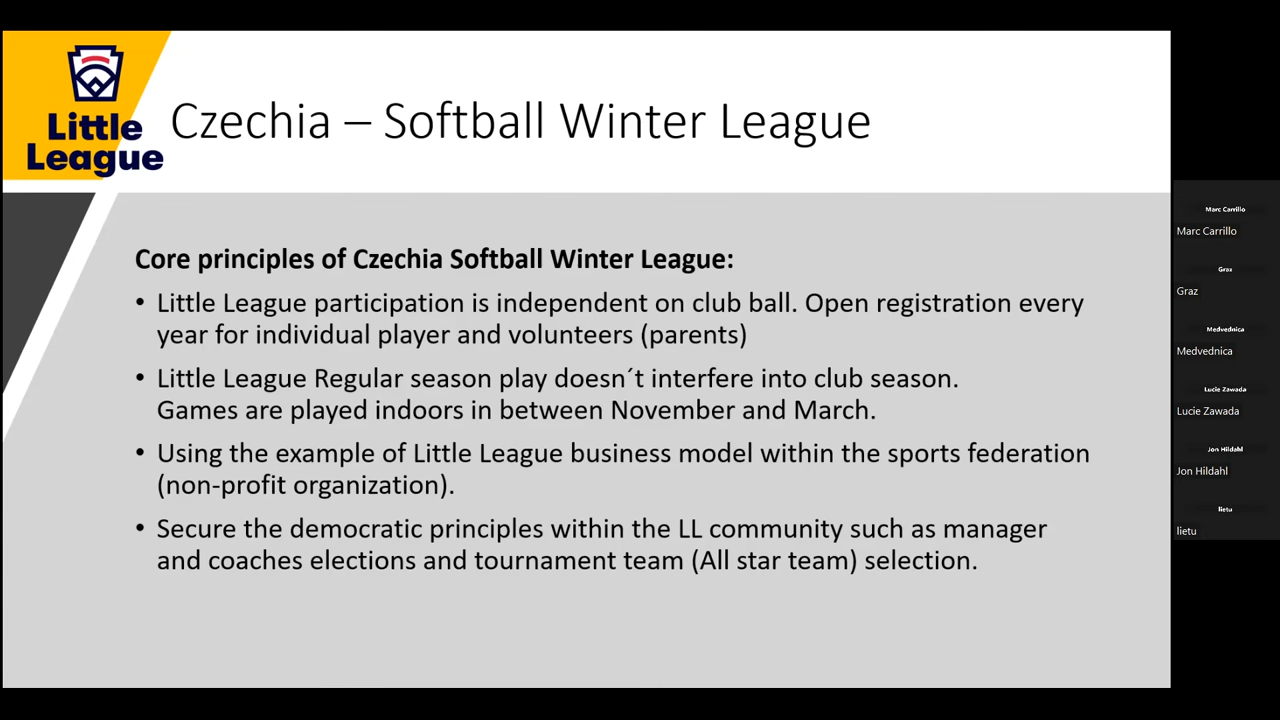 Little
League
Czechia – Softball Winter League
Core principles of Czechia Softball Winter League:
• Little League participation is independent on club ball. Open registration every
year for individual player and volunteers (parents)
• Little League Regular season play doesn´t interfere into club season.
Games are played indoors in between November and March.
• Using the example of Little League business model within the sports federation
(non-profit organization).
• Secure the democratic principles within the LL community such as manager
and coaches elections and tournament team (All star team) selection.
Marc Carrillo
Marc Carrillo
Graz
Graz
Medvednica
Medvednica
Lucie Zawada
Lucie Zawada
Jon Hildahl
Jon Hildahl
lietu
lietu